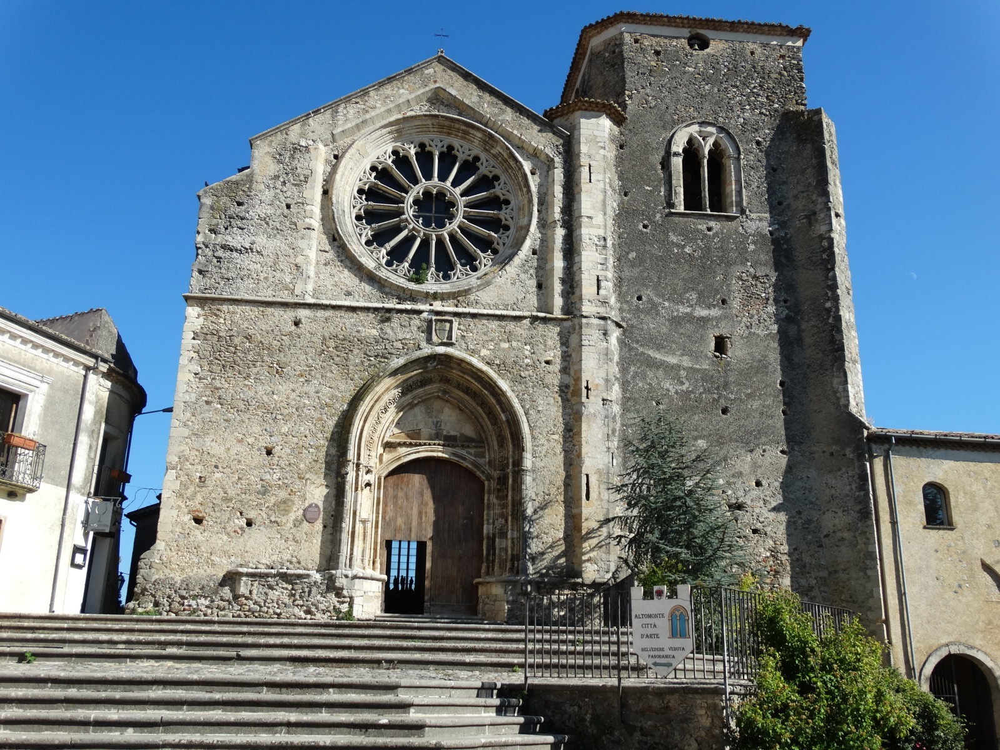 ALTOMONTE
CITTÀ
D'ARTE
BELVEDERE VEDUTA
PANORAMICA